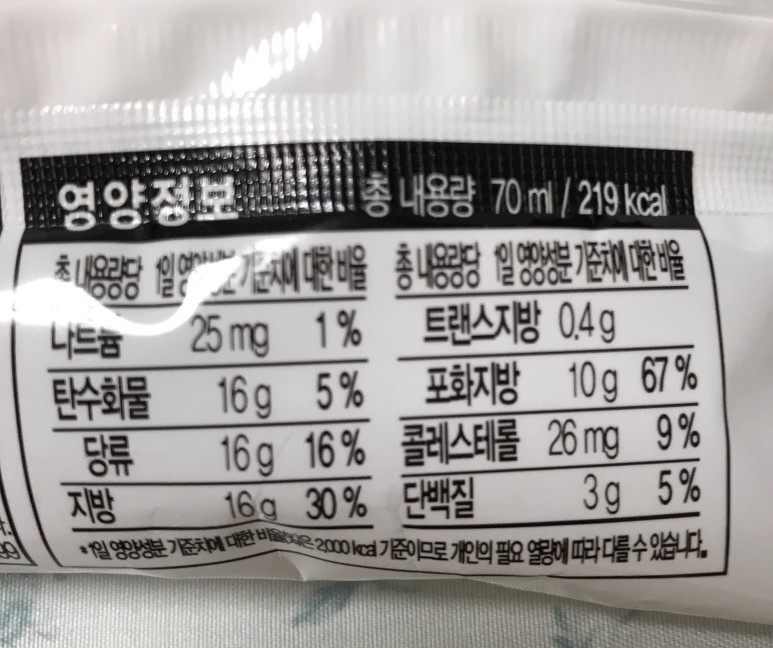 영양정보 총 내용량 70 ml / 219 kcal
총 내용량당 1일 영양성분 기준치에 대한 비율 총 내용량당 1일 영양성분 기준치에 대한 비율
나트륨 25 mg 1 % 트랜스지방 0.4 g
탄수화물 16 g 5 % 포화지방 10 g 67 %
당류 16 g 16 % 콜레스테롤 26 mg 9 %
지방 16 g 30 % 단백질 3 g 5 %
*1일 영양성분 기준치에 대한 비율(%)은 2,000 kcal 기준이므로 개인의 필요 열량에 따라 다를 수 있습니다.